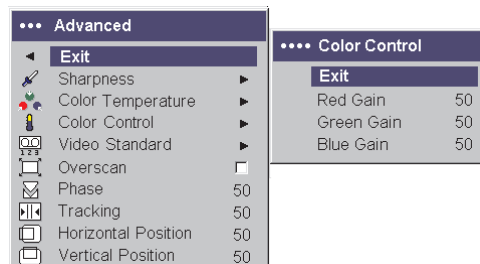 Advanced
Exit
Sharpness
Color Temperature
Color Control
Video Standard
Overscan
Phase 50
Tracking 50
Horizontal Position 50
Vertical Position 50
Color Control
Exit
Red Gain 50
Green Gain 50
Blue Gain 50